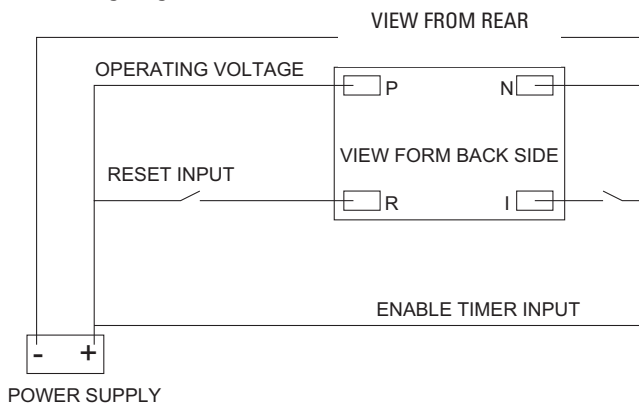 VIEW FROM REAR
OPERATING VOLTAGE
P N
VIEW FORM BACK SIDE
RESET INPUT
R I
ENABLE TIMER INPUT
- +
POWER SUPPLY